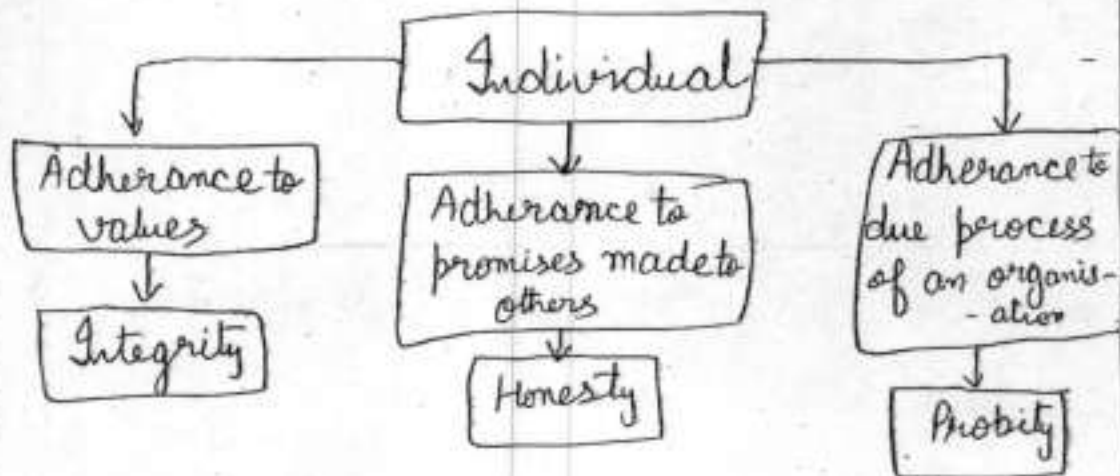 Individual
Adherance to
values
Integrity
Adherance to
promises made to
others
Honesty
Adherance to
due process
of an organis-
-ation
Probity